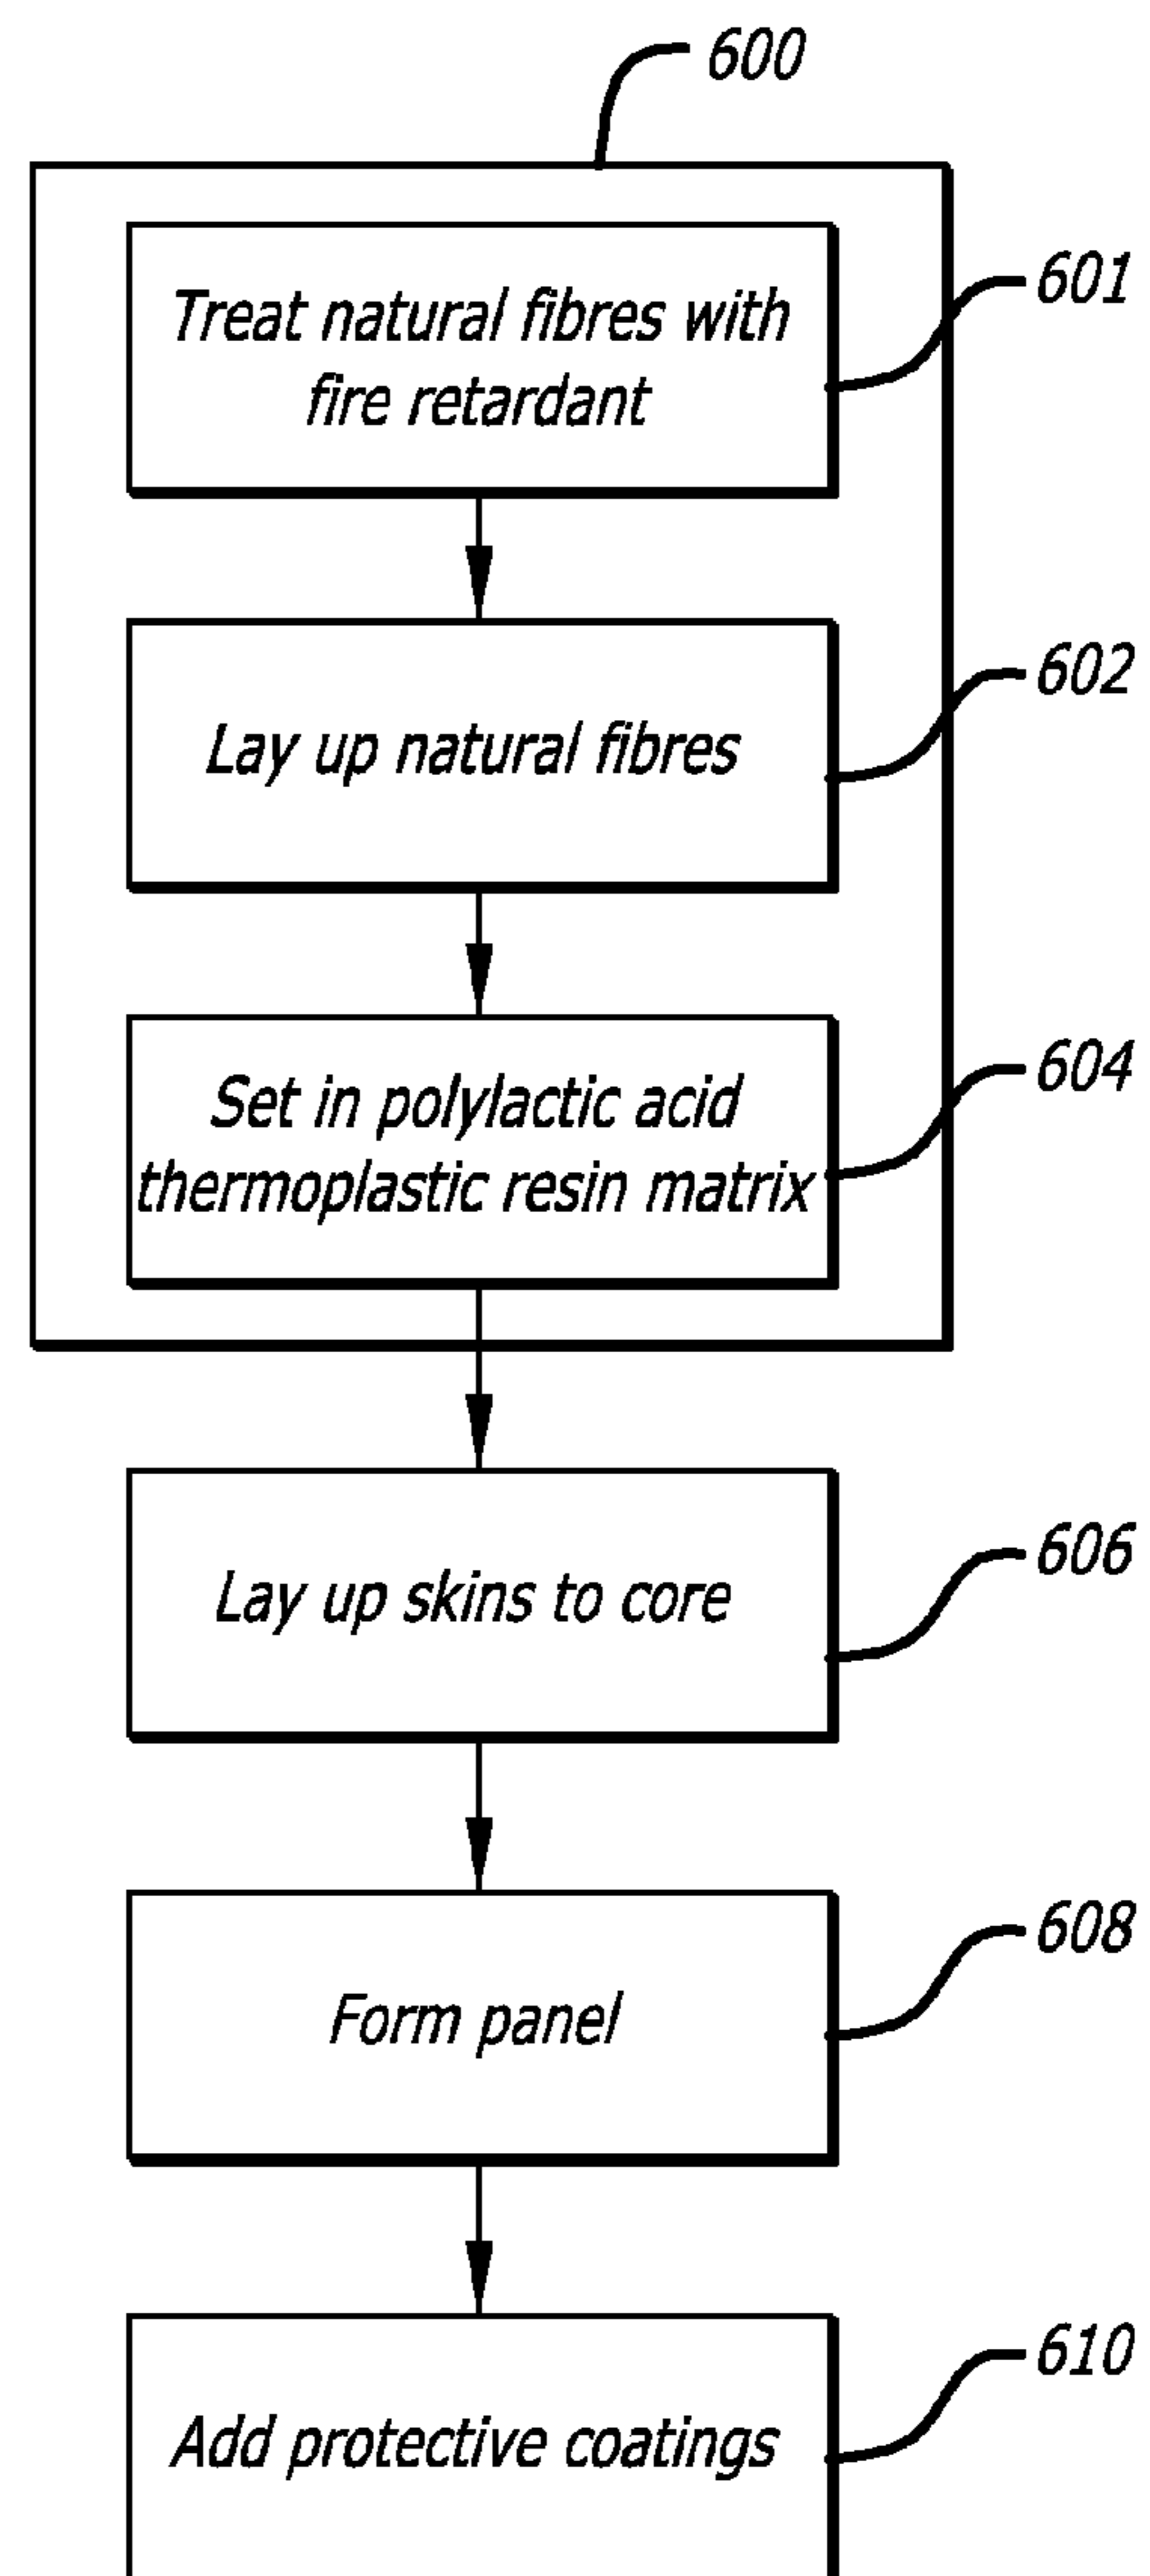 600
Treat natural fibres with
fire retardant
601
Lay up natural fibres
602
Set in polylactic acid
thermoplastic resin matrix
604
Lay up skins to core
606
Form panel
608
Add protective coatings
610